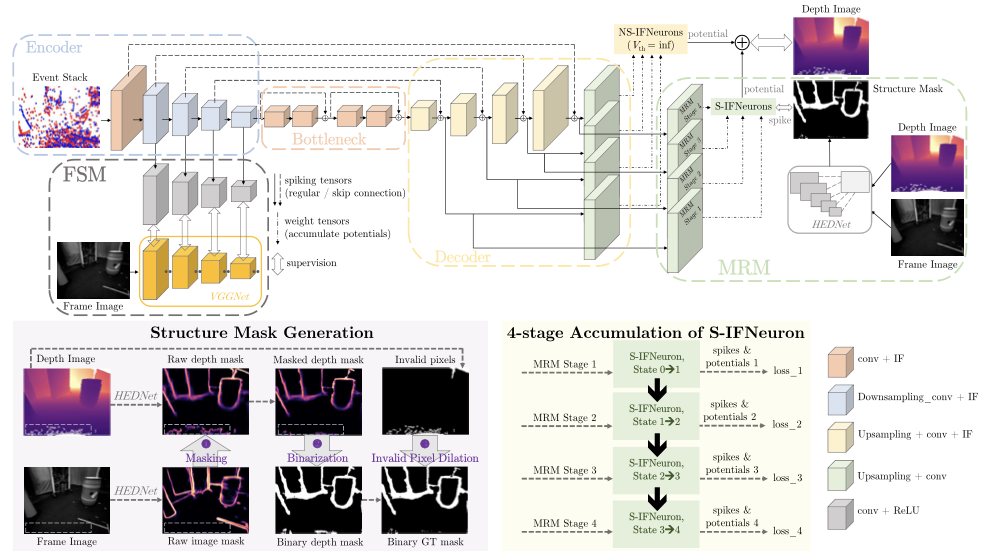 Encoder
Event Stack
Bottleneck
NS-IFNeurons
(Vth = inf)
potential
Depth Image
potential
S-IFNeurons
spike
Structure Mask
MRM Stage 4
MRM Stage 3
MRM Stage 2
MRM Stage 1
Depth Image
HEDNet
Frame Image
MRM
Decoder
FSM
spiking tensors
(regular / skip connection)
weight tensors
(accumulate potentials)
supervision
Frame Image
VGGNet
Structure Mask Generation
Depth Image
Raw depth mask
Masked depth mask
Invalid pixels
HEDNet
Masking
Binarization
Invalid Pixel Dilation
HEDNet
Frame Image
Raw image mask
Binary depth mask
Binary GT mask
4-stage Accumulation of S-IFNeuron
MRM Stage 1
S-IFNeuron,
State 0➔1
spikes &
potentials 1
loss_1
MRM Stage 2
S-IFNeuron,
State 1➔2
spikes &
potentials 2
loss_2
MRM Stage 3
S-IFNeuron,
State 2➔3
spikes &
potentials 3
loss_3
MRM Stage 4
S-IFNeuron,
State 3➔4
spikes &
potentials 4
loss_4
conv + IF
Downsampling_conv + IF
Upsampling + conv + IF
Upsampling + conv
conv + ReLU